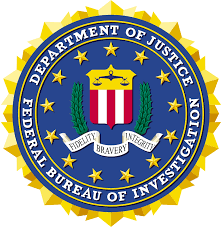 DEPARTMENT OF JUSTICE
FIDELITY BRAVERY INTEGRITY
FEDERAL BUREAU OF INVESTIGATION